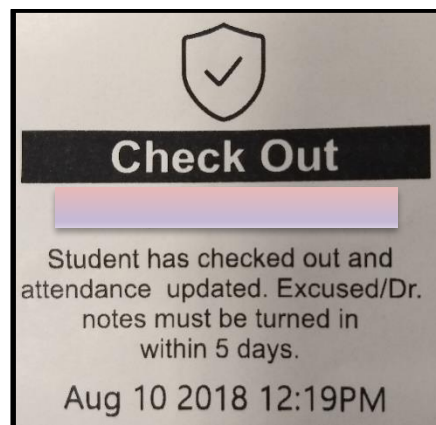 Check Out
Student has checked out and
attendance updated. Excused/Dr.
notes must be turned in
within 5 days.
Aug 10 2018 12:19PM